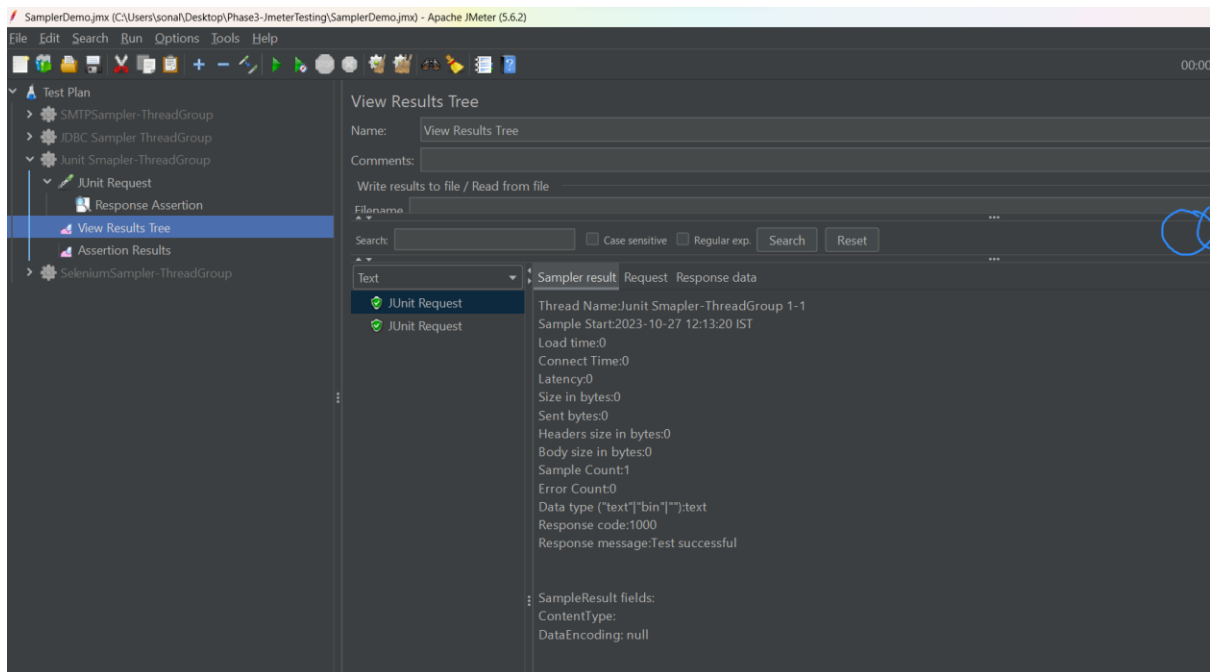 SamplerDemo.jmx (C:\Users\sonal\Desktop\Phase3-JmeterTesting\SamplerDemo.jmx) - Apache JMeter (5.6.2)
File Edit Search Run Options Tools Help
00:00
Test Plan
SMTPSampler-ThreadGroup
JDBC Sampler ThreadGroup
Junit Smapler-ThreadGroup
JUnit Request
Response Assertion
View Results Tree
Assertion Results
SeleniumSampler-ThreadGroup
View Results Tree
Name: View Results Tree
Comments:
Write results to file / Read from file
Filename
Search: Case sensitive Regular exp. Search Reset
Text
JUnit Request
JUnit Request
Sampler result Request Response data
Thread Name:Junit Smapler-ThreadGroup 1-1
Sample Start:2023-10-27 12:13:20 IST
Load time:0
Connect Time:0
Latency:0
Size in bytes:0
Sent bytes:0
Headers size in bytes:0
Body size in bytes:0
Sample Count:1
Error Count:0
Data type ("text"|"bin"|""):text
Response code:1000
Response message:Test successful
SampleResult fields:
ContentType:
DataEncoding: null